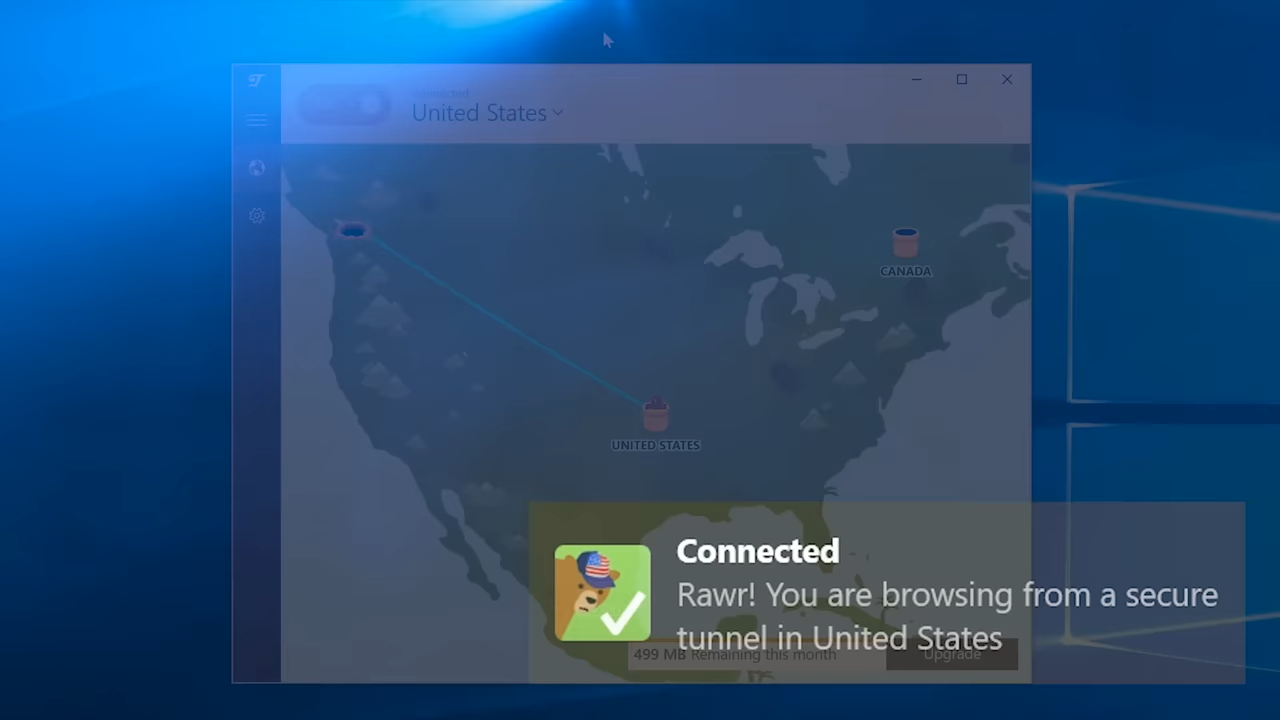 connected
United States
CANADA
UNITED STATES
Connected
Rawr! You are browsing from a secure
tunnel in United States
499 MB Remaining this month
Upgrade